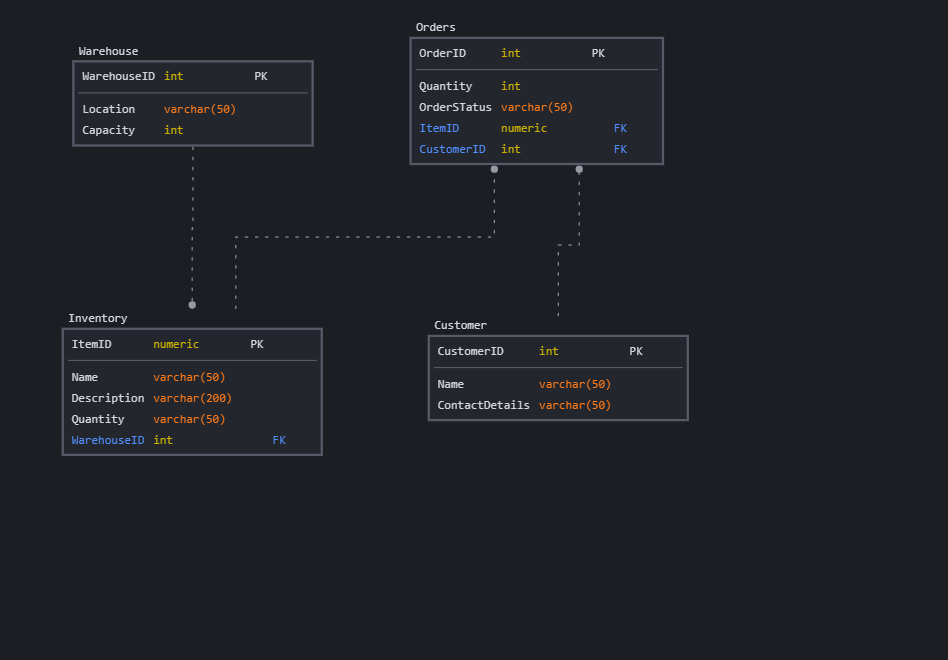 Warehouse
WarehouseID int PK
Location varchar(50)
Capacity int
Orders
OrderID int PK
Quantity int
OrderSTatus varchar(50)
ItemID numeric FK
CustomerID int FK
Inventory
ItemID numeric PK
Name varchar(50)
Description varchar(200)
Quantity varchar(50)
WarehouseID int FK
Customer
CustomerID int PK
Name varchar(50)
ContactDetails varchar(50)